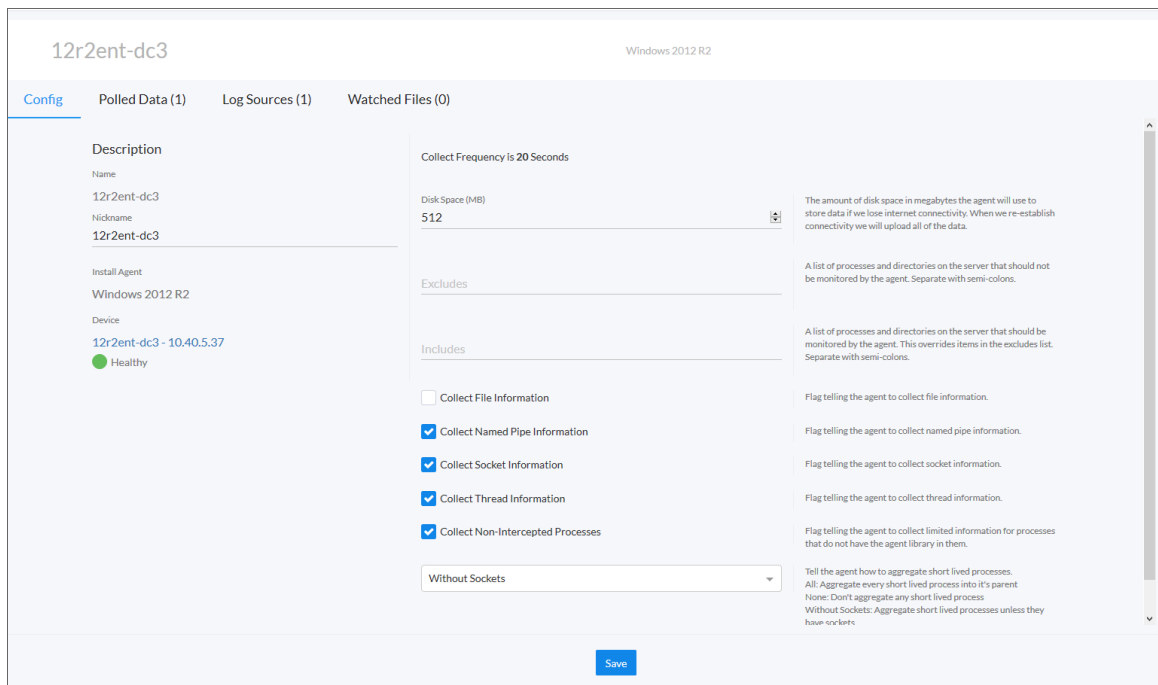 12r2ent-dc3
Windows 2012 R2
Config
Polled Data (1)
Log Sources (1)
Watched Files (0)
Description
Name
12r2ent-dc3
Nickname
12r2ent-dc3
Install Agent
Windows 2012 R2
Device
12r2ent-dc3 - 10.40.5.37
Healthy
Collect Frequency is 20 Seconds
Disk Space (MB)
512
The amount of disk space in megabytes the agent will use to
store data if we lose internet connectivity. When we re-establish
connectivity we will upload all of the data.
Excludes
A list of processes and directories on the server that should not
be monitored by the agent. Separate with semi-colons.
Includes
A list of processes and directories on the server that should be
monitored by the agent. This overrides items in the excludes list.
Separate with semi-colons.
Collect File Information
Flag telling the agent to collect file information.
Collect Named Pipe Information
Flag telling the agent to collect named pipe information.
Collect Socket Information
Flag telling the agent to collect socket information.
Collect Thread Information
Flag telling the agent to collect thread information.
Collect Non-Intercepted Processes
Flag telling the agent to collect limited information for processes
that do not have the agent library in them.
Without Sockets
Tell the agent how to aggregate short lived processes.
All: Aggregate every short lived process into it's parent
None: Don't aggregate any short lived process
Without Sockets: Aggregate short lived processes unless they
have sockets
Save